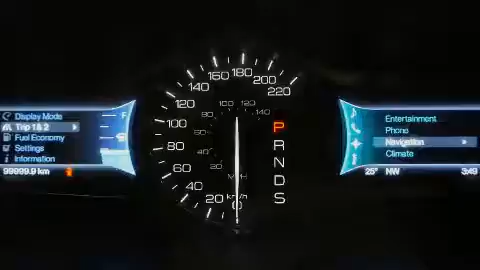 Display Mode
Trip 1 & 2
Fuel Economy
Settings
Information
99999.9 km
F
20
40
60
80
100
120
140
160
180
200
220
20
40
60
80
100
120
140
MPH
km/h
0
P
R
N
D
S
Entertainment
Phone
Navigation
Climate
25° NW 3:49